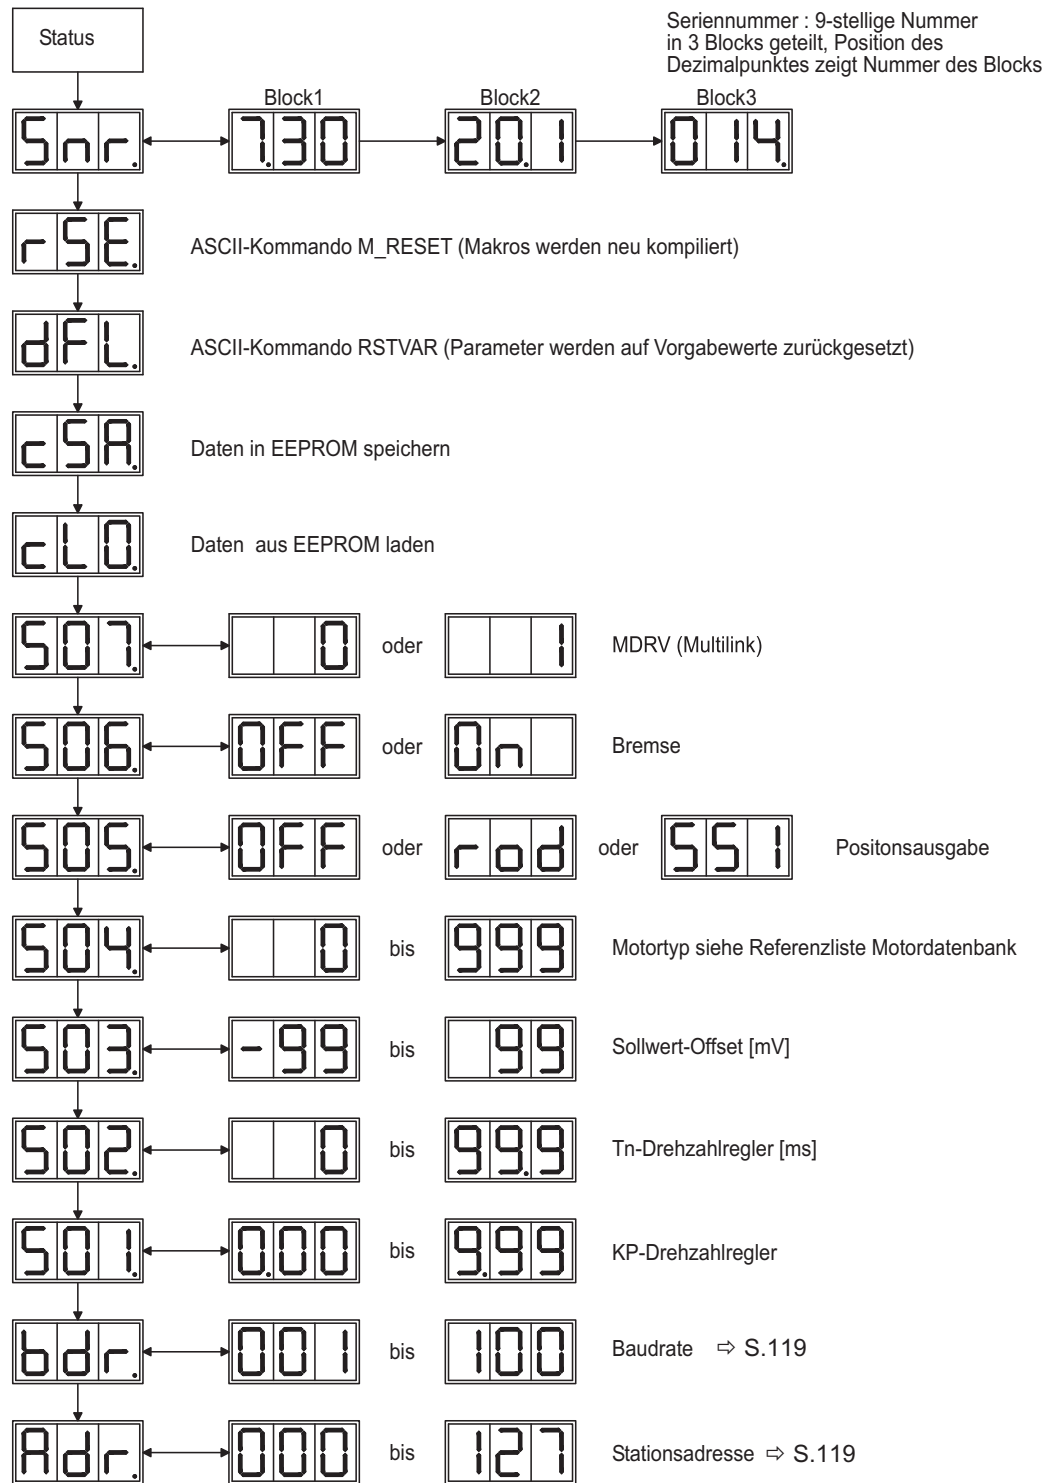 Status
Seriennummer : 9-stellige Nummer
in 3 Blocks geteilt, Position des
Dezimalpunktes zeigt Nummer des Blocks
Block1 Block2 Block3
Snr. 7.30 20.1 014.
rSE. ASCII-Kommando M_RESET (Makros werden neu kompiliert)
dFL. ASCII-Kommando RSTVAR (Parameter werden auf Vorgabewerte zurückgesetzt)
cSA. Daten in EEPROM speichern
cLO. Daten aus EEPROM laden
S07. 0 oder 1 MDRV (Multilink)
S06. OFF oder On Bremse
S05. OFF oder rod oder SSI Positonsausgabe
S04. 0 bis 999 Motortyp siehe Referenzliste Motordatenbank
S03. -99 bis 99 Sollwert-Offset [mV]
S02. 0 bis 99.9 Tn-Drehzahlregler [ms]
S01. 0.00 bis 9.99 KP-Drehzahlregler
bdr. 001 bis 100 Baudrate ⇨ S.119
Adr. 000 bis 127 Stationsadresse ⇨ S.119